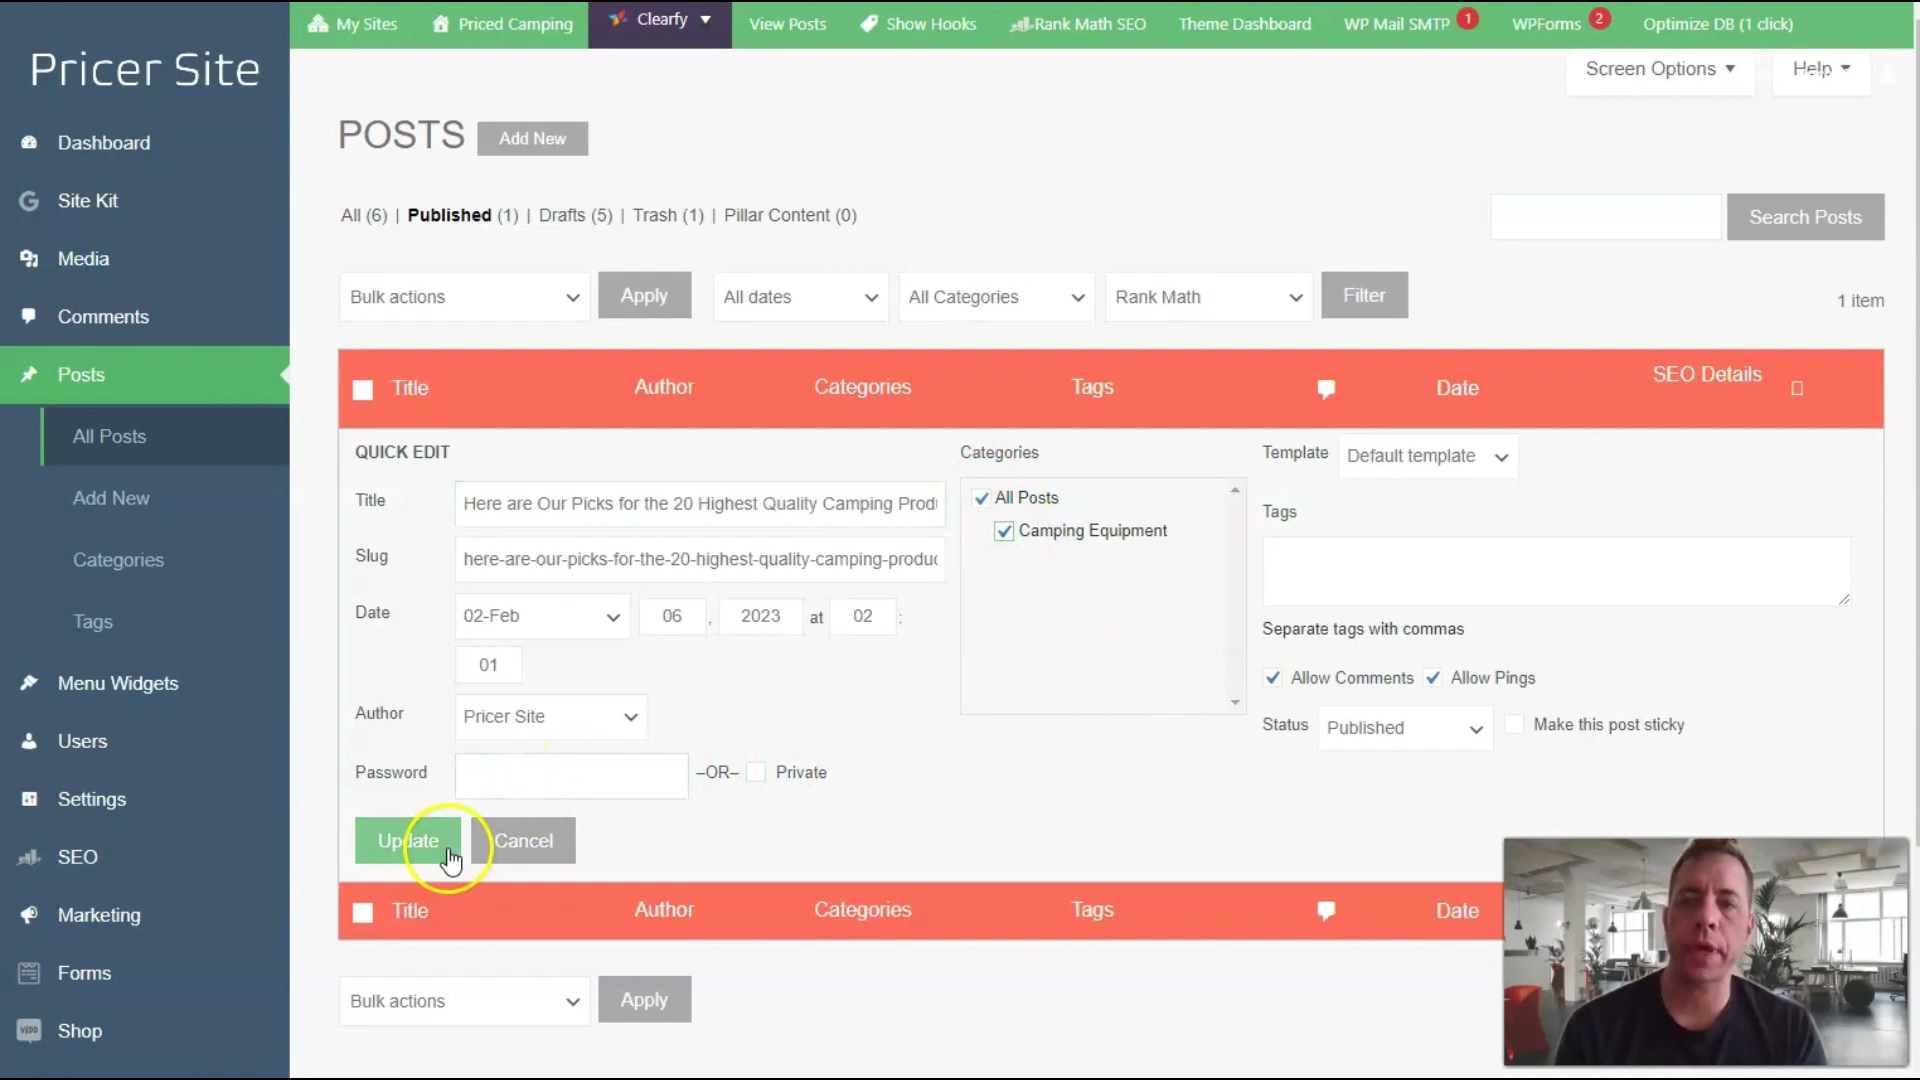 My Sites
Priced Camping
Clearfy
View Posts
Show Hooks
Rank Math SEO
Theme Dashboard
WP Mail SMTP 1
WPForms 2
Optimize DB (1 click)
Pricer Site
Dashboard
Site Kit
Media
Comments
Posts
All Posts
Add New
Categories
Tags
Menu Widgets
Users
Settings
SEO
Marketing
Forms
Shop
Screen Options
Help
POSTS Add New
All (6) | Published (1) | Drafts (5) | Trash (1) | Pillar Content (0)
Search Posts
Bulk actions Apply All dates All Categories Rank Math Filter
1 item
Title Author Categories Tags Date SEO Details
QUICK EDIT
Title Here are Our Picks for the 20 Highest Quality Camping Produ
Slug here-are-our-picks-for-the-20-highest-quality-camping-produc
Date 02-Feb 06 , 2023 at 02 :
01
Author Pricer Site
Password –OR– Private
Update Cancel
Categories
All Posts
Camping Equipment
Template Default template
Tags
Separate tags with commas
Allow Comments Allow Pings
Status Published Make this post sticky
Title Author Categories Tags Date
Bulk actions Apply